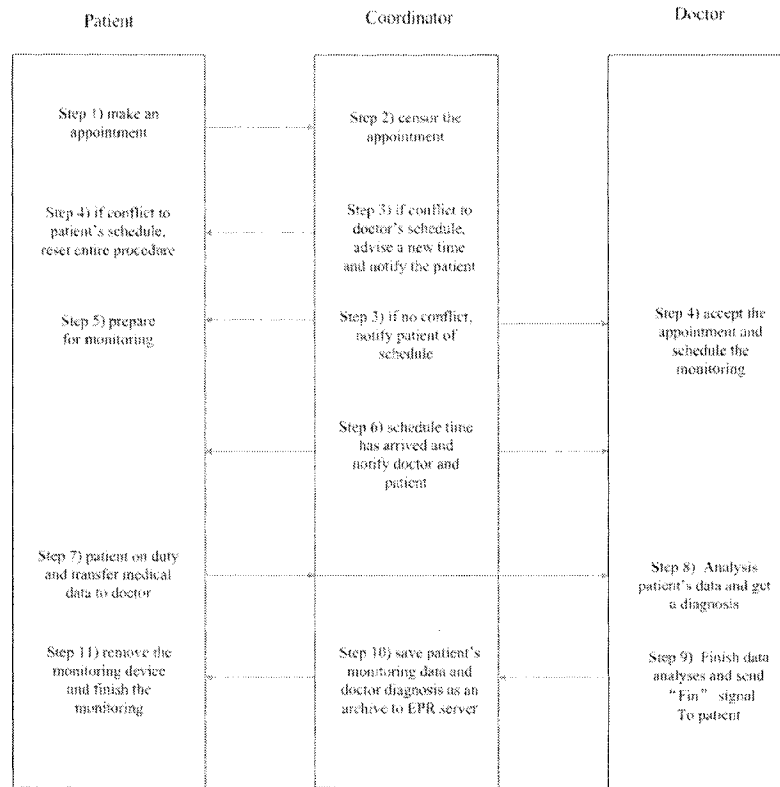 Patient
Coordinator
Doctor
Step 1) make an
appointment
Step 2) censor the
appointment
Step 4) if conflict to
patient's schedule,
reset entire procedure
Step 3) if conflict to
doctor's schedule,
advise a new time
and notify the patient
Step 5) prepare
for monitoring
Step 3) if no conflict,
notify patient of
schedule
Step 4) accept the
appointment and
schedule the
monitoring
Step 6) schedule time
has arrived and
notify doctor and
patient
Step 7) patient on duty
and transfer medical
data to doctor
Step 8) Analysis
patient's data and get
a diagnosis
Step 11) remove the
monitoring device
and finish the
monitoring
Step 10) save patient's
monitoring data and
doctor diagnosis as an
archive to EPR server
Step 9) Finish data
analyses and send
“Fin” signal
To patient